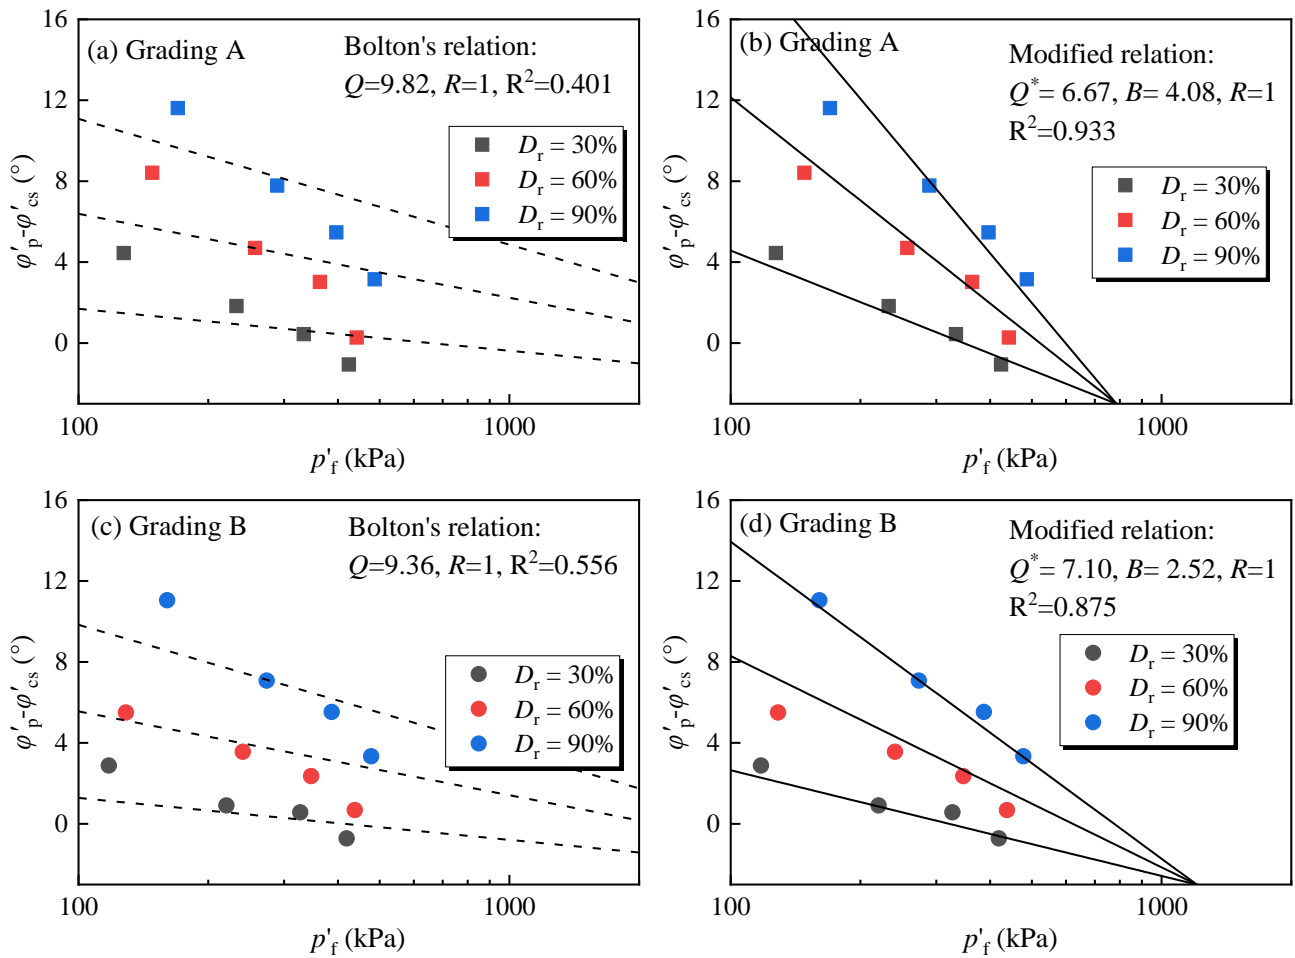 16
12
8
4
0
φ′p-φ′cs (°)
(a) Grading A
Bolton's relation:
Q=9.82, R=1, R²=0.401
Dr = 30%
Dr = 60%
Dr = 90%
100
1000
p'f (kPa)
16
12
8
4
0
φ′p-φ′cs (°)
(b) Grading A
Modified relation:
Q*= 6.67, B= 4.08, R=1
R²=0.933
Dr = 30%
Dr = 60%
Dr = 90%
100
1000
p'f (kPa)
16
12
8
4
0
φ′p-φ′cs (°)
(c) Grading B
Bolton's relation:
Q=9.36, R=1, R²=0.556
Dr = 30%
Dr = 60%
Dr = 90%
100
1000
p'f (kPa)
16
12
8
4
0
φ′p-φ′cs (°)
(d) Grading B
Modified relation:
Q*= 7.10, B= 2.52, R=1
R²=0.875
Dr = 30%
Dr = 60%
Dr = 90%
100
1000
p'f (kPa)